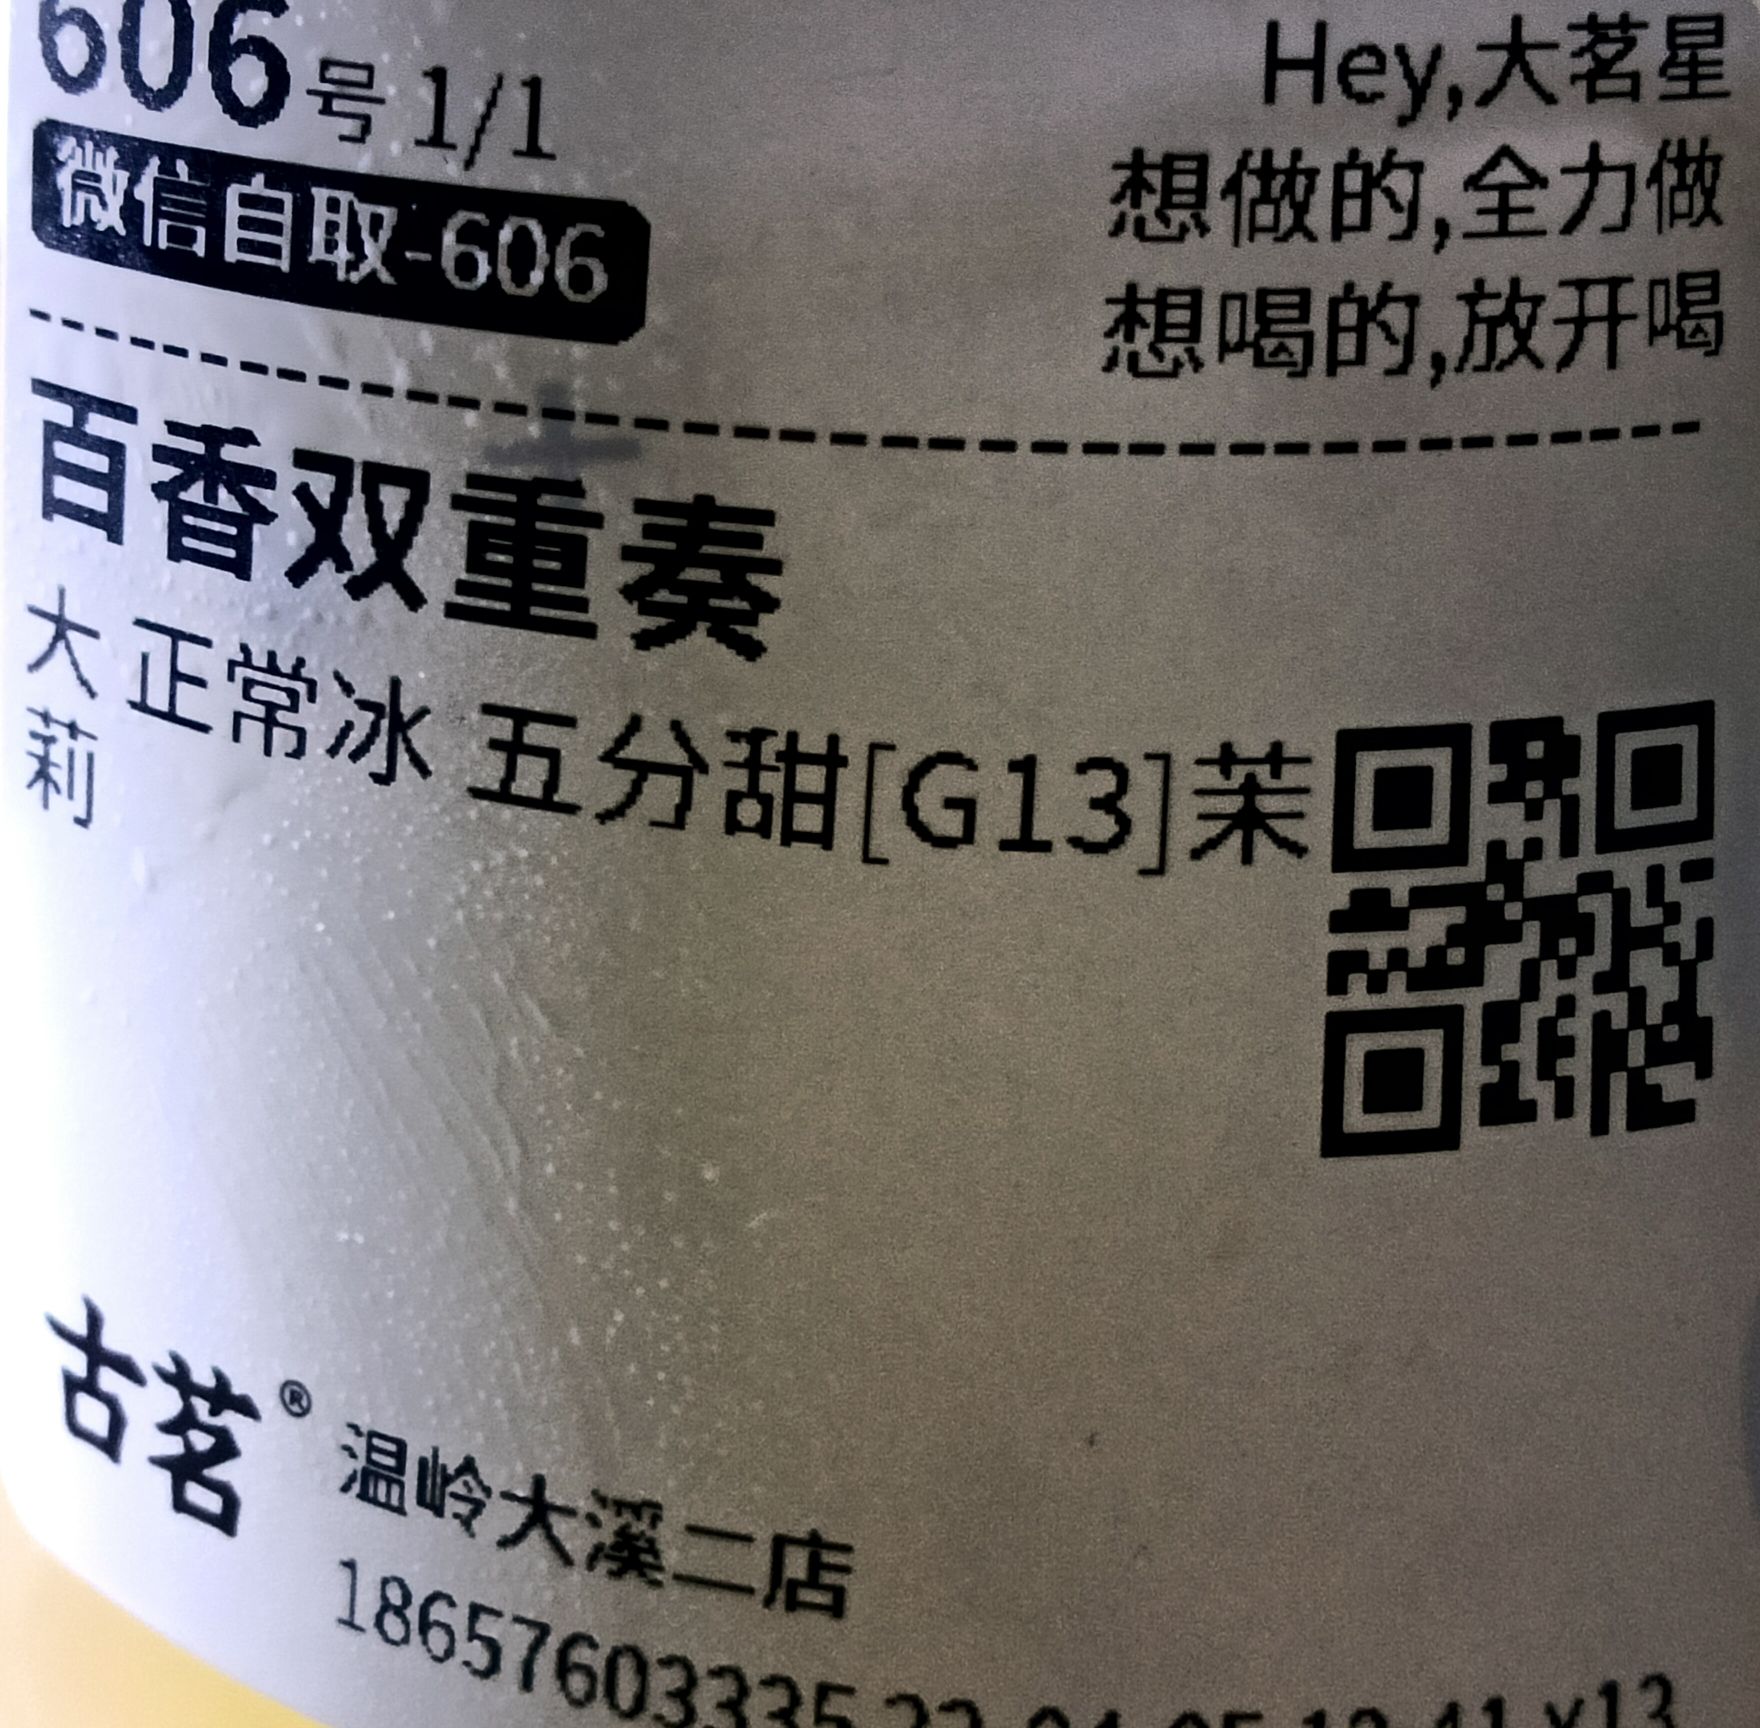 606号 1/1
微信自取-606
Hey,大茗星
想做的,全力做
想喝的,放开喝
百香双重奏
大 正常冰 五分甜[G13]茉
莉
古茗®
温岭大溪二店
18657603335